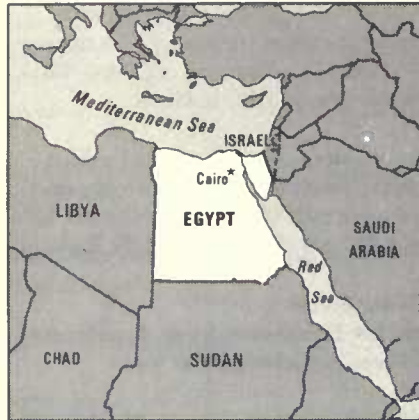 Mediterranean Sea
ISRAEL
Cairo*
LIBYA
EGYPT
SAUDI
ARABIA
Red
Sea
CHAD
SUDAN